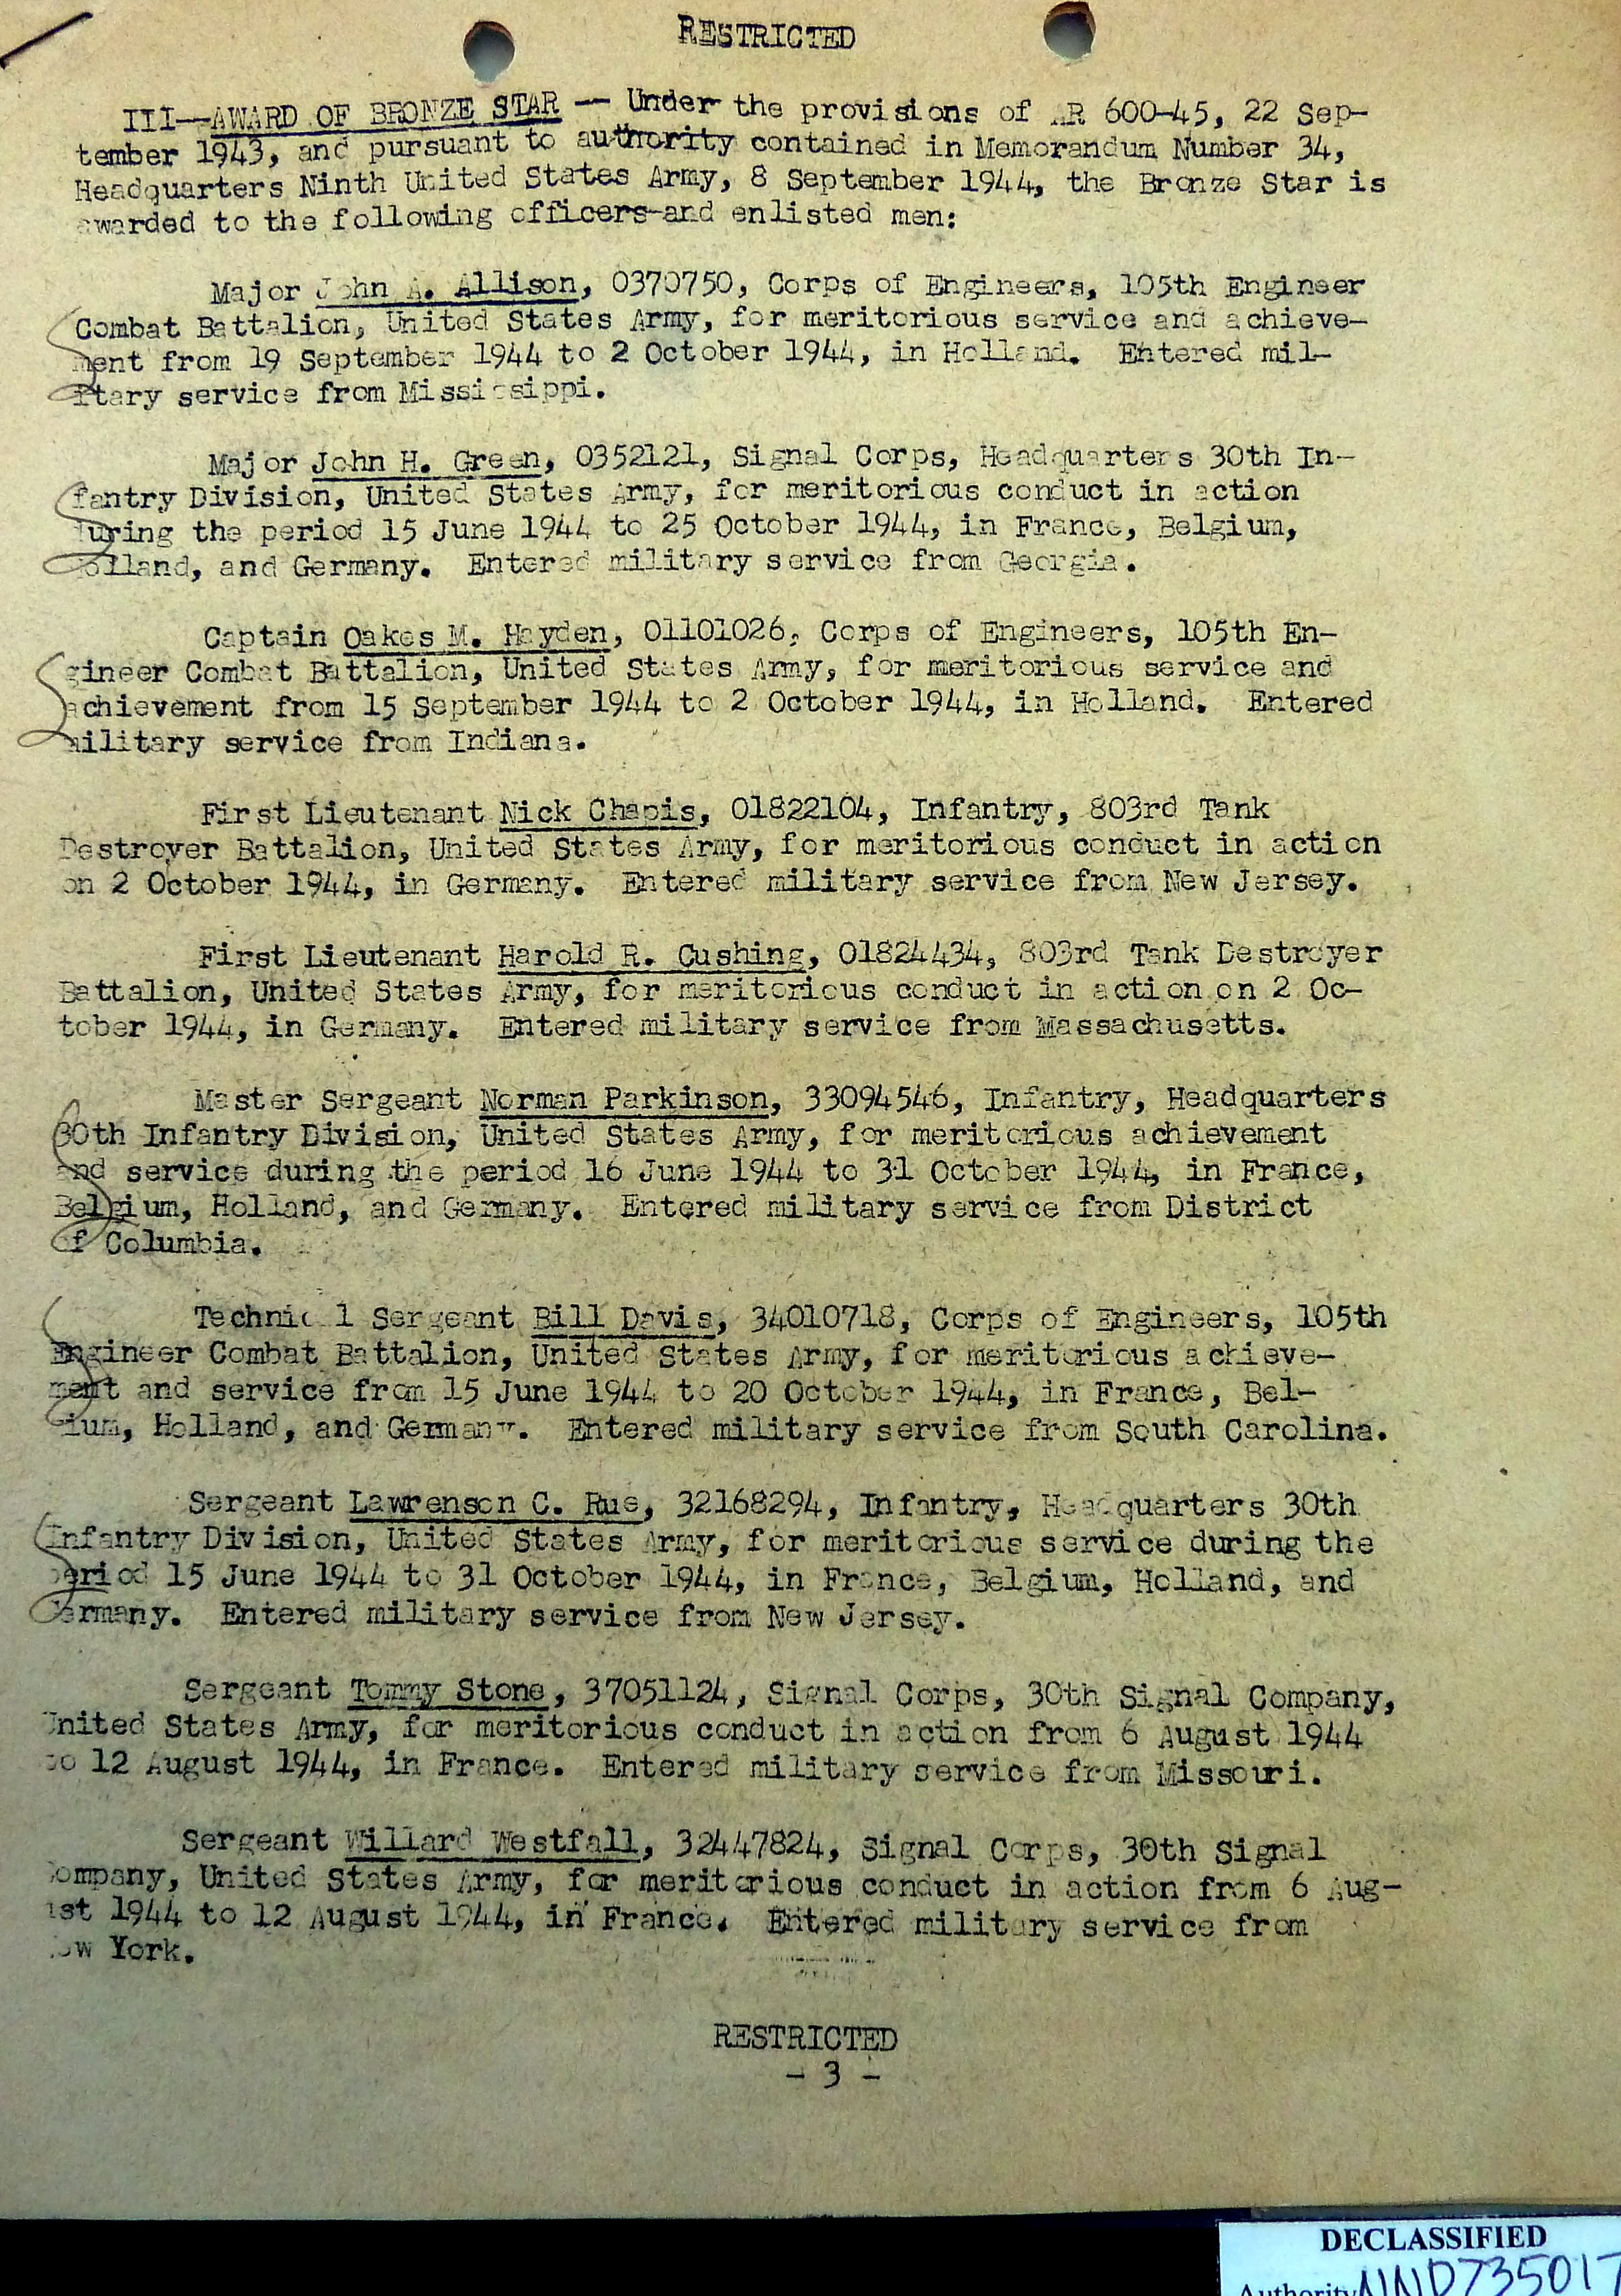 RESTRICTED
III—AWARD OF BRONZE STAR — Under the provisions of AR 600-45, 22 Sep-
tember 1943, and pursuant to authority contained in Memorandum Number 34,
Headquarters Ninth United States Army, 8 September 1944, the Bronze Star is
awarded to the following officers and enlisted men:
Major John A. Allison, 0370750, Corps of Engineers, 105th Engineer
Combat Battalion, United States Army, for meritorious service and achieve-
ment from 19 September 1944 to 2 October 1944, in Holland. Entered mil-
itary service from Mississippi.
Major John H. Green, 0352121, Signal Corps, Headquarters 30th In-
fantry Division, United States Army, for meritorious conduct in action
during the period 15 June 1944 to 25 October 1944, in France, Belgium,
Holland, and Germany. Entered military service from Georgia.
Captain Oakes M. Hayden, 01101026, Corps of Engineers, 105th En-
gineer Combat Battalion, United States Army, for meritorious service and
achievement from 15 September 1944 to 2 October 1944, in Holland. Entered
military service from Indiana.
First Lieutenant Nick Chapis, 01822104, Infantry, 803rd Tank
Destroyer Battalion, United States Army, for meritorious conduct in action
on 2 October 1944, in Germany. Entered military service from New Jersey.
First Lieutenant Harold R. Cushing, 01824434, 803rd Tank Destroyer
Battalion, United States Army, for meritorious conduct in action on 2 Oc-
tober 1944, in Germany. Entered military service from Massachusetts.
Master Sergeant Norman Parkinson, 33094546, Infantry, Headquarters
30th Infantry Division, United States Army, for meritorious achievement
and service during the period 16 June 1944 to 31 October 1944, in France,
Belgium, Holland, and Germany. Entered military service from District
of Columbia.
Technical Sergeant Bill Davis, 34010718, Corps of Engineers, 105th
Engineer Combat Battalion, United States Army, for meritorious achieve-
ment and service from 15 June 1944 to 20 October 1944, in France, Bel-
gium, Holland, and Germany. Entered military service from South Carolina.
Sergeant Lawrenson C. Rue, 32168294, Infantry, Headquarters 30th
Infantry Division, United States Army, for meritorious service during the
period 15 June 1944 to 31 October 1944, in France, Belgium, Holland, and
Germany. Entered military service from New Jersey.
Sergeant Tommy Stone, 37051124, Signal Corps, 30th Signal Company,
United States Army, for meritorious conduct in action from 6 August 1944
to 12 August 1944, in France. Entered military service from Missouri.
Sergeant Willard Westfall, 32447824, Signal Corps, 30th Signal
Company, United States Army, for meritorious conduct in action from 6 Aug-
ust 1944 to 12 August 1944, in France. Entered military service from
New York.
RESTRICTED
- 3 -
DECLASSIFIED
Authority NND735017